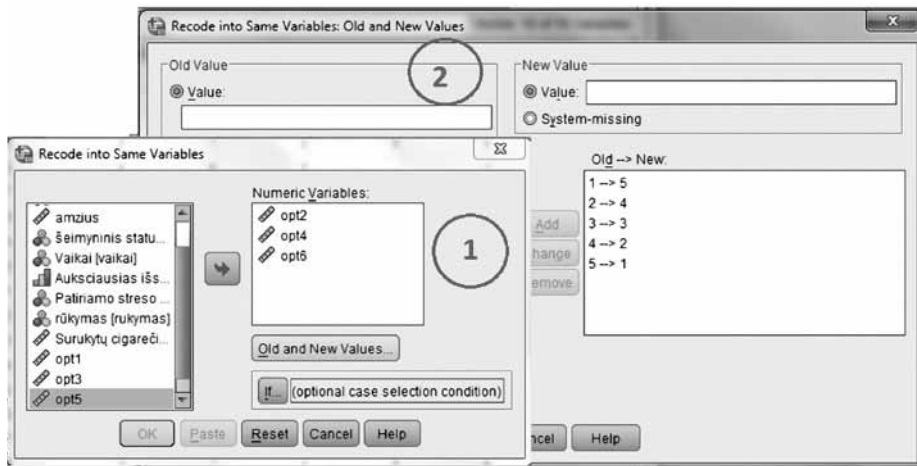 Recode into Same Variables: Old and New Values
Old Value
Value:
2
New Value
Value:
System-missing
Old --> New:
1 --> 5
2 --> 4
3 --> 3
4 --> 2
5 --> 1
Add
hange
emove
ncel
Help
Recode into Same Variables
amzius
šeimyninis statu...
Vaikai [vaikai]
Auksciausias išs...
Patiriamo streso ...
rūkymas [rukymas]
Surukytų cigareči...
opt1
opt3
opt5
Numeric Variables:
opt2
opt4
opt6
1
Old and New Values...
If... (optional case selection condition)
OK
Paste
Reset
Cancel
Help